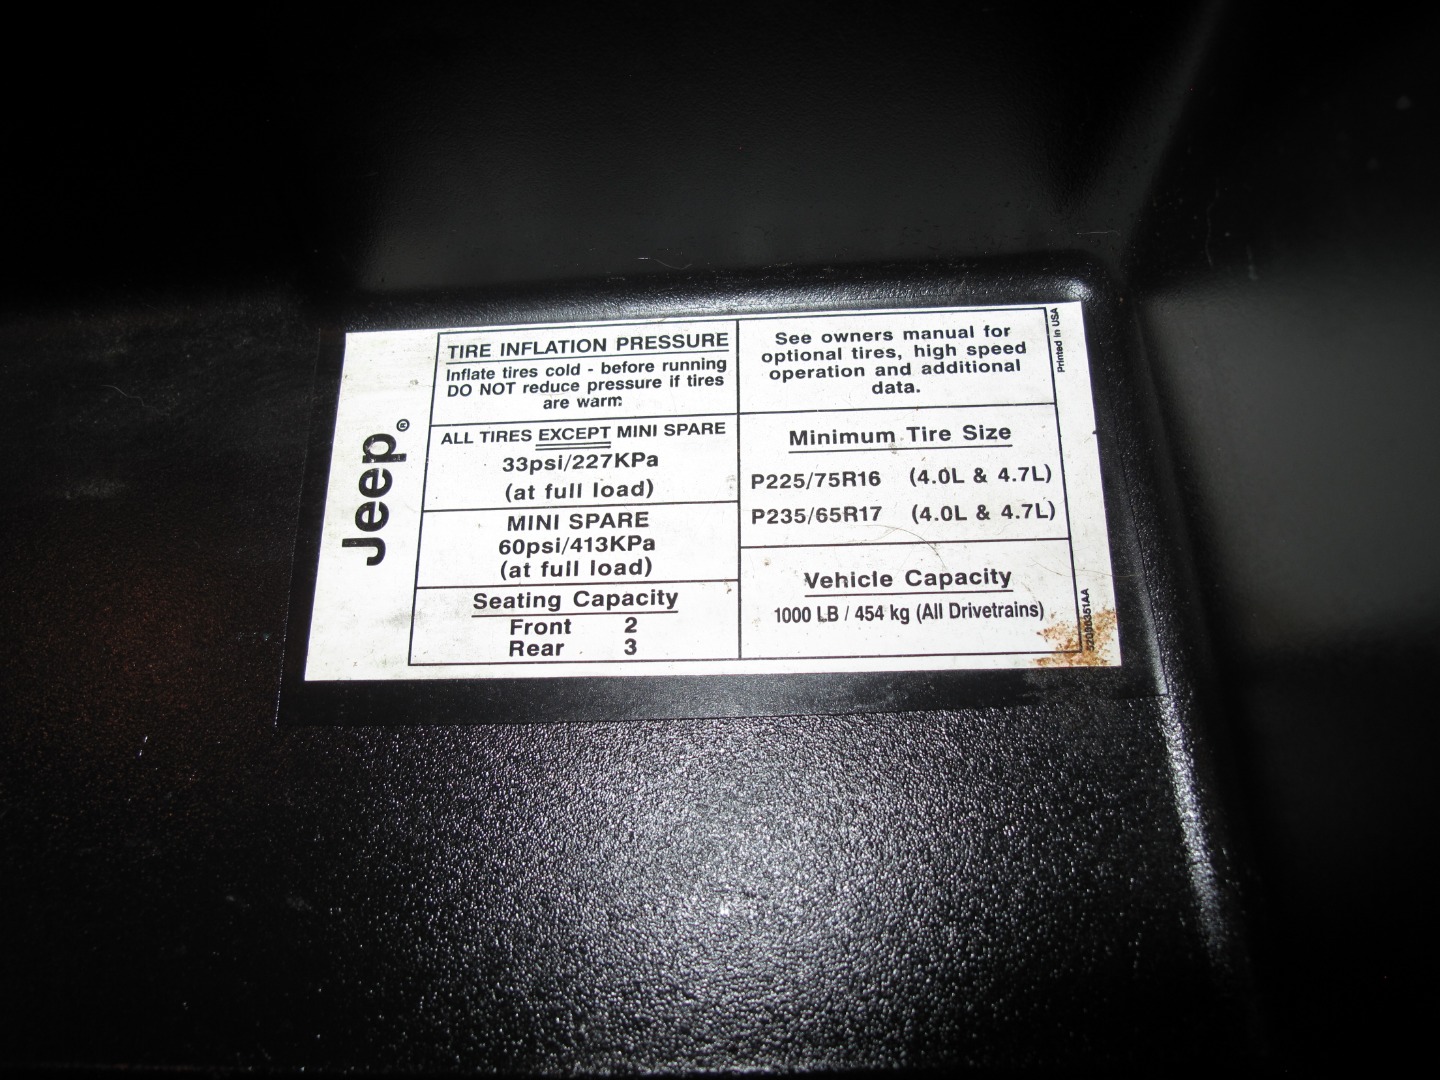 Jeep®
TIRE INFLATION PRESSURE
Inflate tires cold - before running
DO NOT reduce pressure if tires
are warm
ALL TIRES EXCEPT MINI SPARE
33psi/227KPa
(at full load)
MINI SPARE
60psi/413KPa
(at full load)
Seating Capacity
Front 2
Rear 3
See owners manual for
optional tires, high speed
operation and additional
data.
Minimum Tire Size
P225/75R16 (4.0L & 4.7L)
P235/65R17 (4.0L & 4.7L)
Vehicle Capacity
1000 LB / 454 kg (All Drivetrains)
Printed in USA